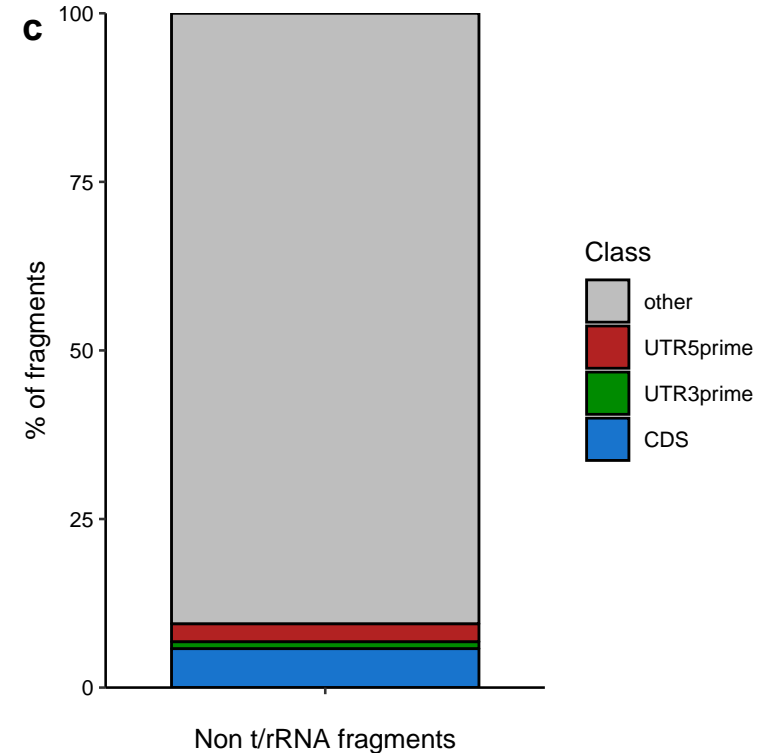 c
100
75
50
25
0
% of fragments
Non t/rRNA fragments
Class
other
UTR5prime
UTR3prime
CDS